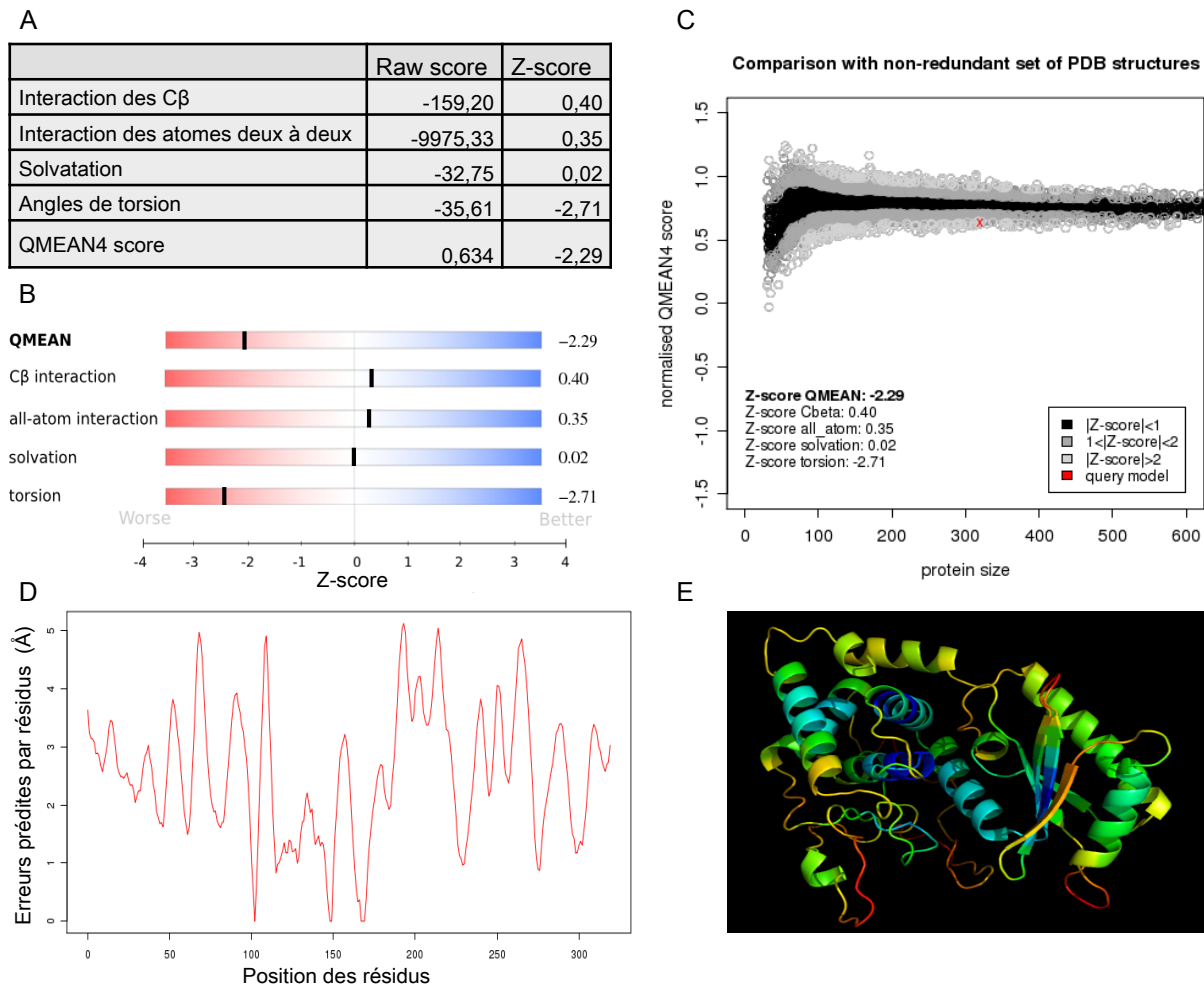 A
Raw score Z-score
Interaction des Cβ -159,20 0,40
Interaction des atomes deux à deux -9975,33 0,35
Solvatation -32,75 0,02
Angles de torsion -35,61 -2,71
QMEAN4 score 0,634 -2,29
B
QMEAN −2.29
Cβ interaction 0.40
all-atom interaction 0.35
solvation 0.02
torsion −2.71
Worse Better
-4 -3 -2 -1 0 1 2 3 4
Z-score
C
Comparison with non-redundant set of PDB structures
normalised QMEAN4 score
1.5
1.0
0.5
0.0
-0.5
-1.0
-1.5
x
Z-score QMEAN: -2.29
Z-score Cbeta: 0.40
Z-score all_atom: 0.35
Z-score solvation: 0.02
Z-score torsion: -2.71
|Z-score|<1
1<|Z-score|<2
|Z-score|>2
query model
0 100 200 300 400 500 600
protein size
D
Erreurs prédites par résidus (Å)
5
4
3
2
1
0
0 50 100 150 200 250 300
Position des résidus
E